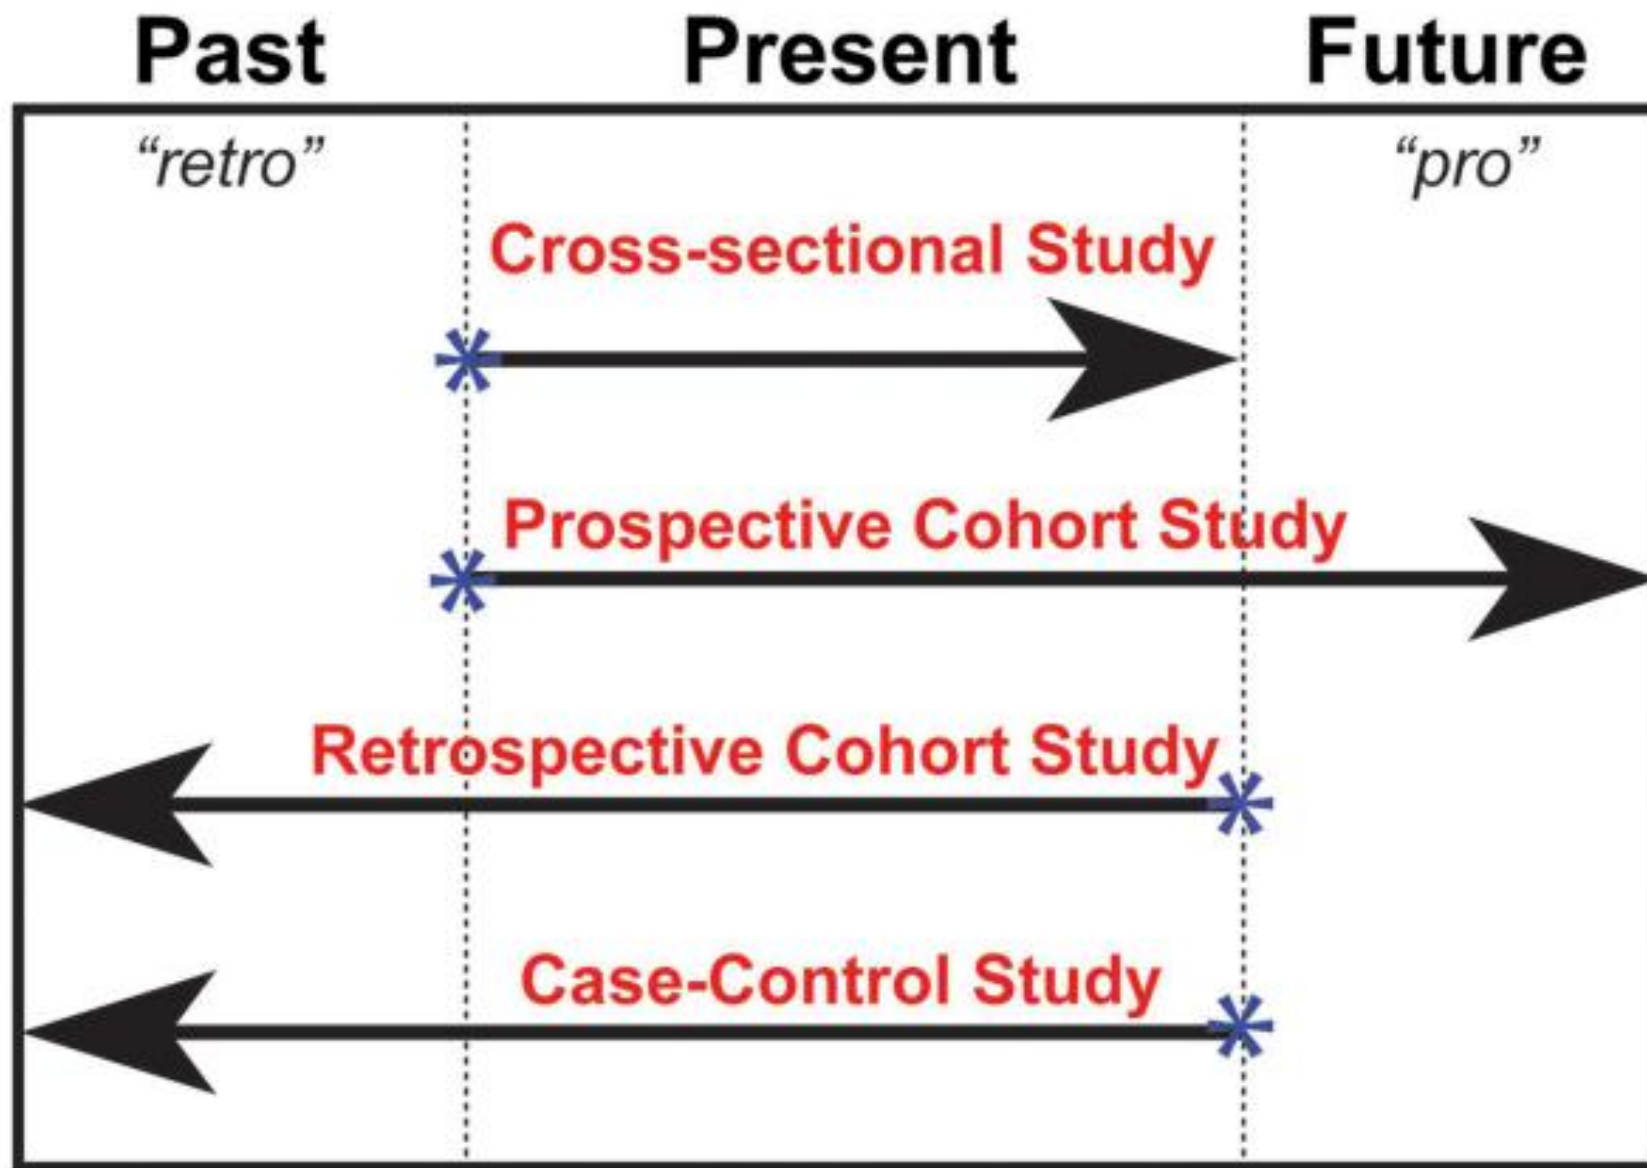 Past Present Future
“retro” “pro”
Cross-sectional Study
*
Prospective Cohort Study
*
Retrospective Cohort Study
*
Case-Control Study
*